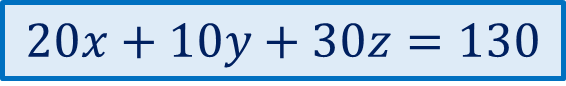 20x + 10y + 30z = 130